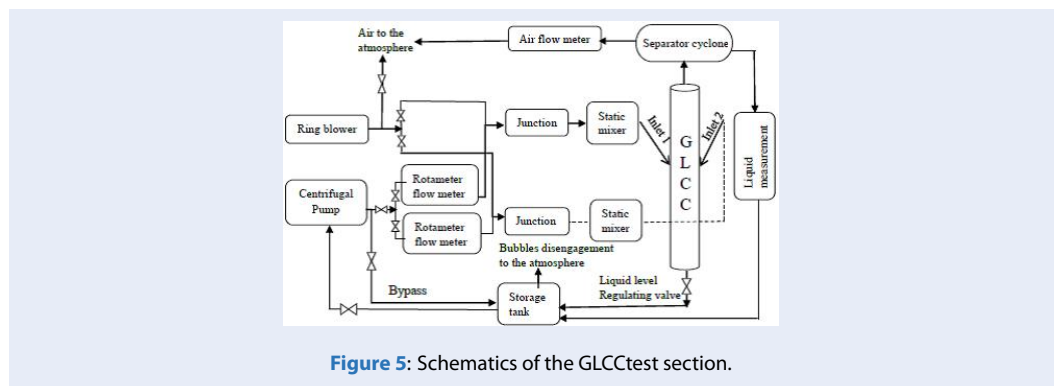 Air to the
atmosphere
Air flow meter
Separator cyclone
Ring blower
Junction
Static
mixer
Inlet 1
Inlet 2
G
L
C
C
Liquid
measurement
Centrifugal
Pump
Rotameter
flow meter
Rotameter
flow meter
Junction
Static
mixer
Bubbles disengagement
to the atmosphere
Liquid level
Regulating valve
Bypass
Storage
tank
Figure 5: Schematics of the GLCCtest section.